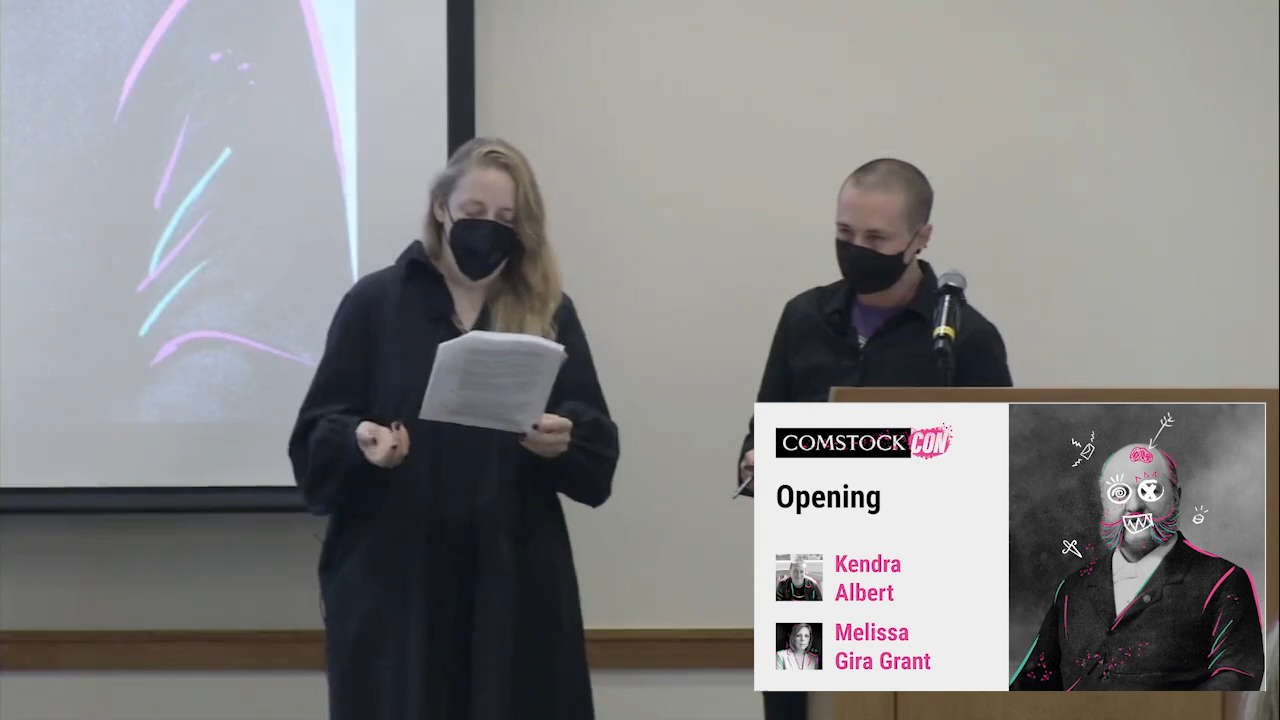 COMSTOCK CON
Opening
Kendra
Albert
Melissa
Gira Grant